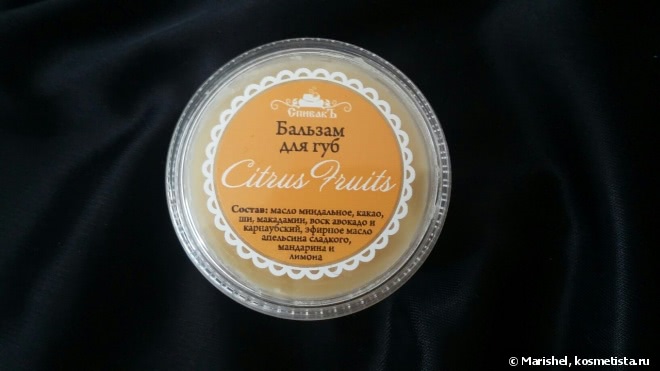 СпивакЪ
Бальзам
для губ
Citrus Fruits
Состав: масло миндальное, какао,
ши, макадамии, воск авокадо и
карнаубский, эфирное масло
апельсина сладкого,
мандарина и
лимона
© Marishel, kosmetista.ru